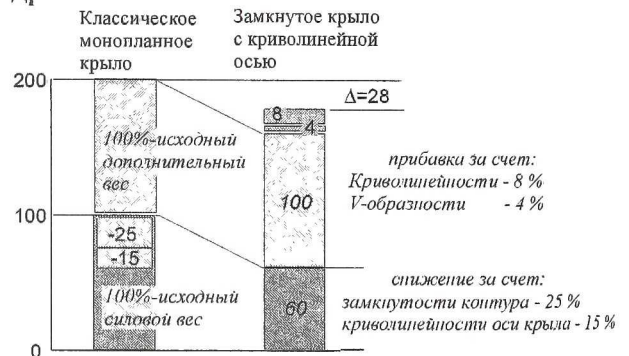 Классическое
монопланное
крыло
Замкнутое крыло
с криволинейной
осью
200
100
0
100%-исходный
дополнительный
вес
-25
-15
100%-исходный
силовой вес
8
4
100
60
Δ=28
прибавка за счет:
Криволинейности - 8 %
V-образности - 4 %
снижение за счет:
замкнутости контура - 25 %
криволинейности оси крыла - 15 %